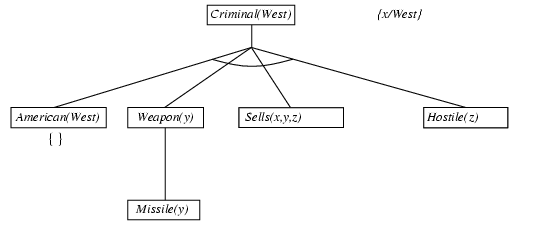 Criminal(West)
{x/West}
American(West)
Weapon(y)
Sells(x,y,z)
Hostile(z)
{ }
Missile(y)